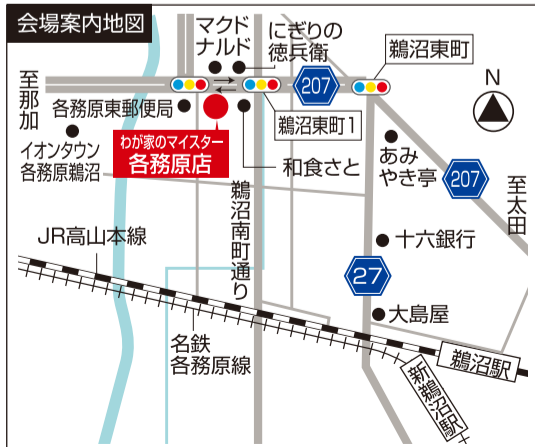 会場案内地図
マクド
ナルド
にぎりの
徳兵衛
鵜沼東町
至那加
207
N
各務原東郵便局
鵜沼東町1
イオンタウン
各務原鵜沼
わが家のマイスター
各務原店
和食さと
あみ
やき亭
207
至太田
鵜沼南町通り
JR高山本線
十六銀行
27
大島屋
名鉄
各務原線
鵜沼駅
新鵜沼駅